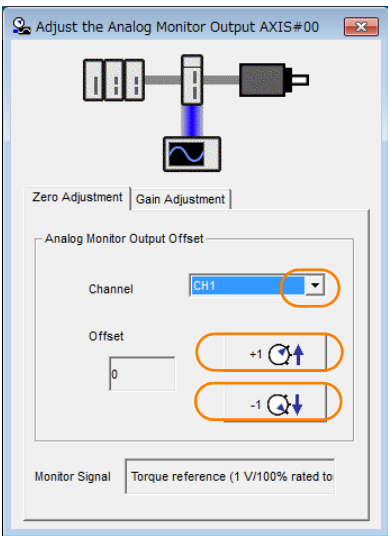 Adjust the Analog Monitor Output AXIS#00
Zero Adjustment
Gain Adjustment
Analog Monitor Output Offset
Channel
CH1
Offset
0
+1
-1
Monitor Signal
Torque reference (1 V/100% rated to